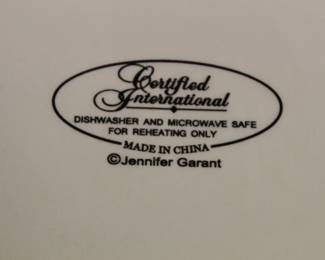 Certified
International
DISHWASHER AND MICROWAVE SAFE
FOR REHEATING ONLY
MADE IN CHINA
©Jennifer Garant